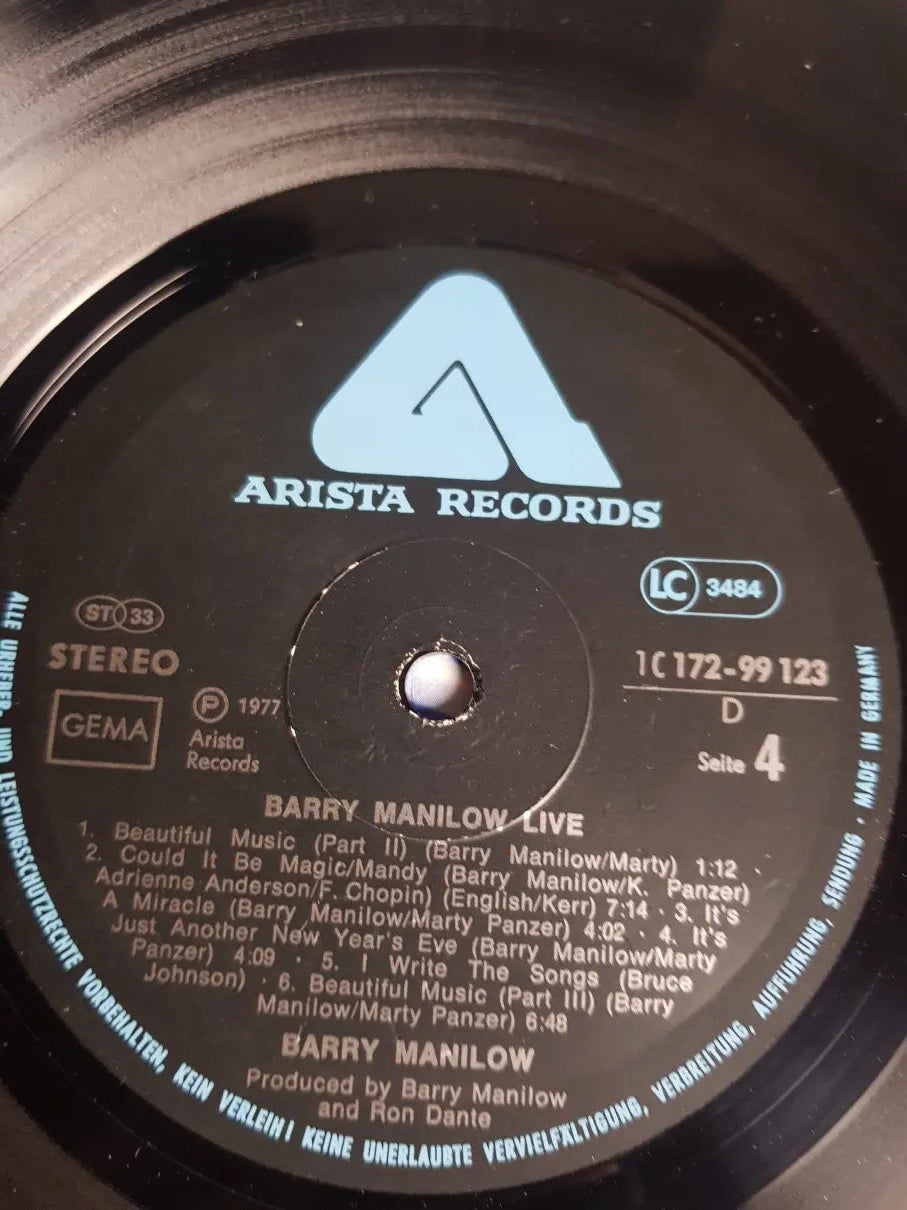 ARISTA RECORDS
LC 3484
ST 33
STEREO
GEMA
P 1977
Arista
Records
1C 172-99 123
D
Seite 4
BARRY MANILOW LIVE
1. Beautiful Music (Part II) (Barry Manilow/Marty) 1:12 ·
2. Could It Be Magic/Mandy (Barry Manilow/K. Panzer)
Adrienne Anderson/F. Chopin) (English/Kerr) 7:14 · 3. It's
A Miracle (Barry Manilow/Marty Panzer) 4:02 · 4. It's
Just Another New Year's Eve (Barry Manilow/Marty
Panzer) 4:09 · 5. I Write The Songs (Bruce
Johnson) · 6. Beautiful Music (Part III) (Barry
Manilow/Marty Panzer) 6:48
BARRY MANILOW
Produced by Barry Manilow
and Ron Dante
ALLE URHEBER- UND LEISTUNGSSCHUTZRECHTE VORBEHALTEN, KEIN VERLEIH! KEINE UNERLAUBTE VERVIELFÄLTIGUNG, VERBREITUNG, AUFFÜHRUNG, SENDUNG · MADE IN GERMANY